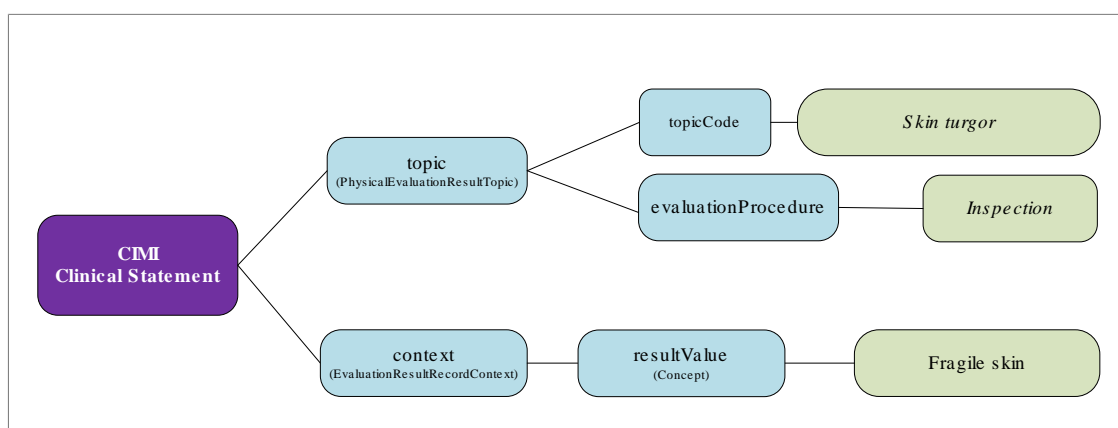 CIMI
Clinical Statement
topic
(PhysicalEvaluationResultTopic)
topicCode
Skin turgor
evaluationProcedure
Inspection
context
(EvaluationResultRecordContext)
resultValue
(Concept)
Fragile skin